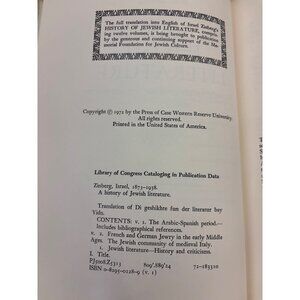 The full translation into English of Israel Zinberg's
HISTORY OF JEWISH LITERATURE, compris-
ing twelve volumes, is being brought to publication
by the generous and continuing support of the Me-
morial Foundation for Jewish Culture.
Copyright © 1972 by the Press of Case Western Reserve University.
All rights reserved.
Printed in the United States of America.
Library of Congress Cataloging in Publication Data
Zinberg, Israel, 1873-1938.
A history of Jewish literature.
Translation of Di geshikhte fun der literatur bay
Yidn.
CONTENTS: v. 1. The Arabic-Spanish period.—
Includes bibliographical references.
v. 2. French and German Jewry in the early Middle
Ages. The Jewish community of medieval Italy.
1. Jewish literature—History and criticism.
I. Title.
PJ5008.Z5313 809'.889'24 72-183310
ISBN 0-8295-0228-9 (v. 1)